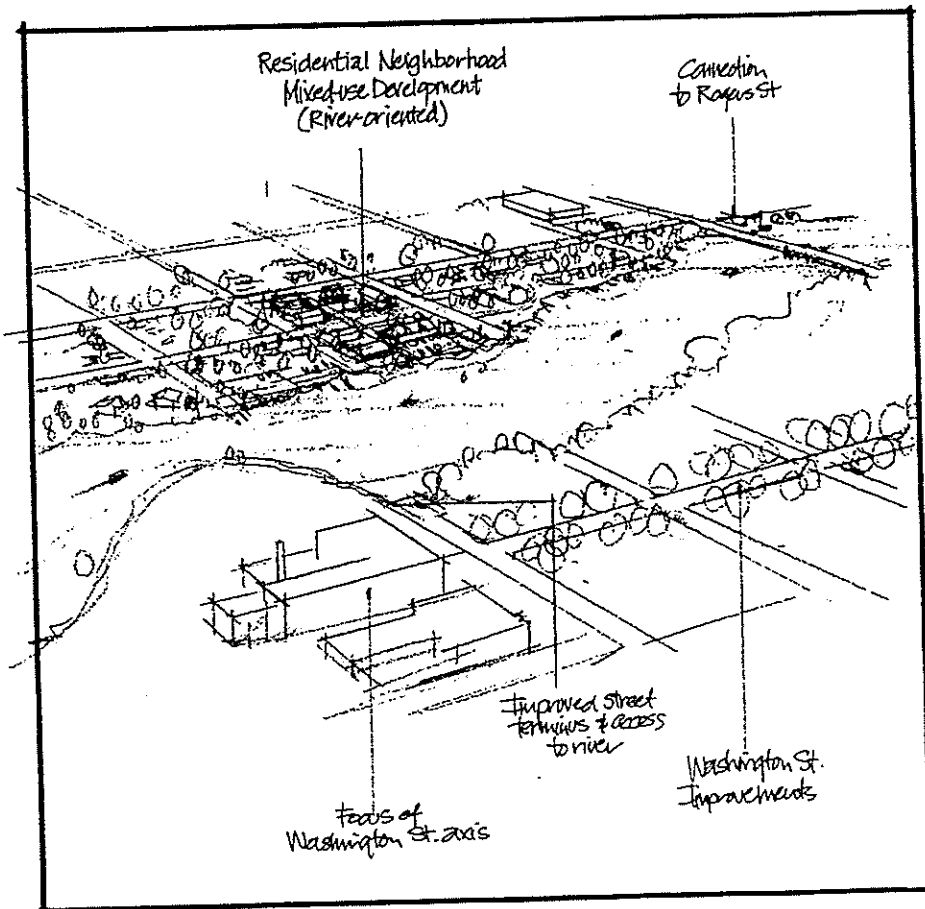 Residential Neighborhood
Mixed-use Development
(River-oriented)
Connection
to Rogers St
Improved street
terminus & access
to river
Washington St.
Improvements
Focus of
Washington St. axis